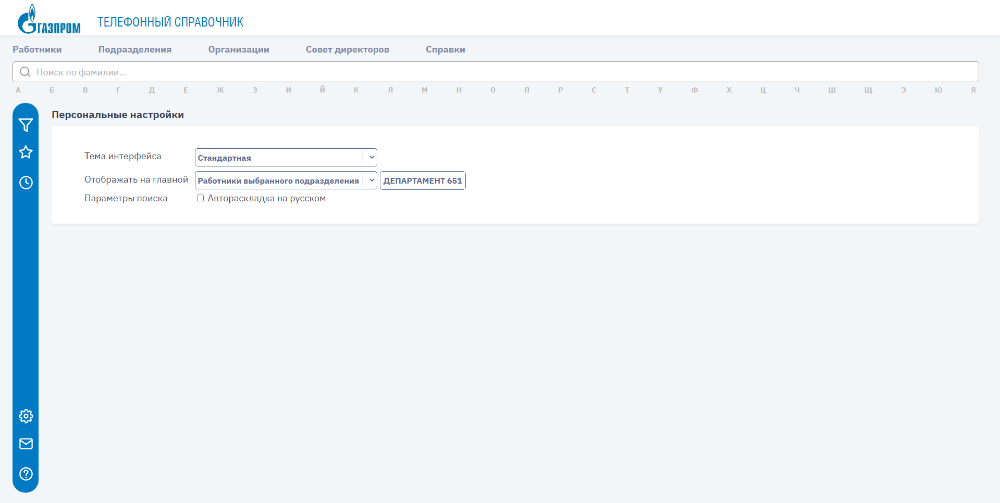 ГАЗПРОМ ТЕЛЕФОННЫЙ СПРАВОЧНИК
Работники Подразделения Организации Совет директоров Справки
Поиск по фамилии...
А Б В Г Д Е Ж З И Й К Л М Н О П Р С Т У Ф Х Ц Ч Ш Щ Э Ю Я
Персональные настройки
Тема интерфейса Стандартная
Отображать на главной Работники выбранного подразделения ДЕПАРТАМЕНТ 651
Параметры поиска Автораскладка на русском